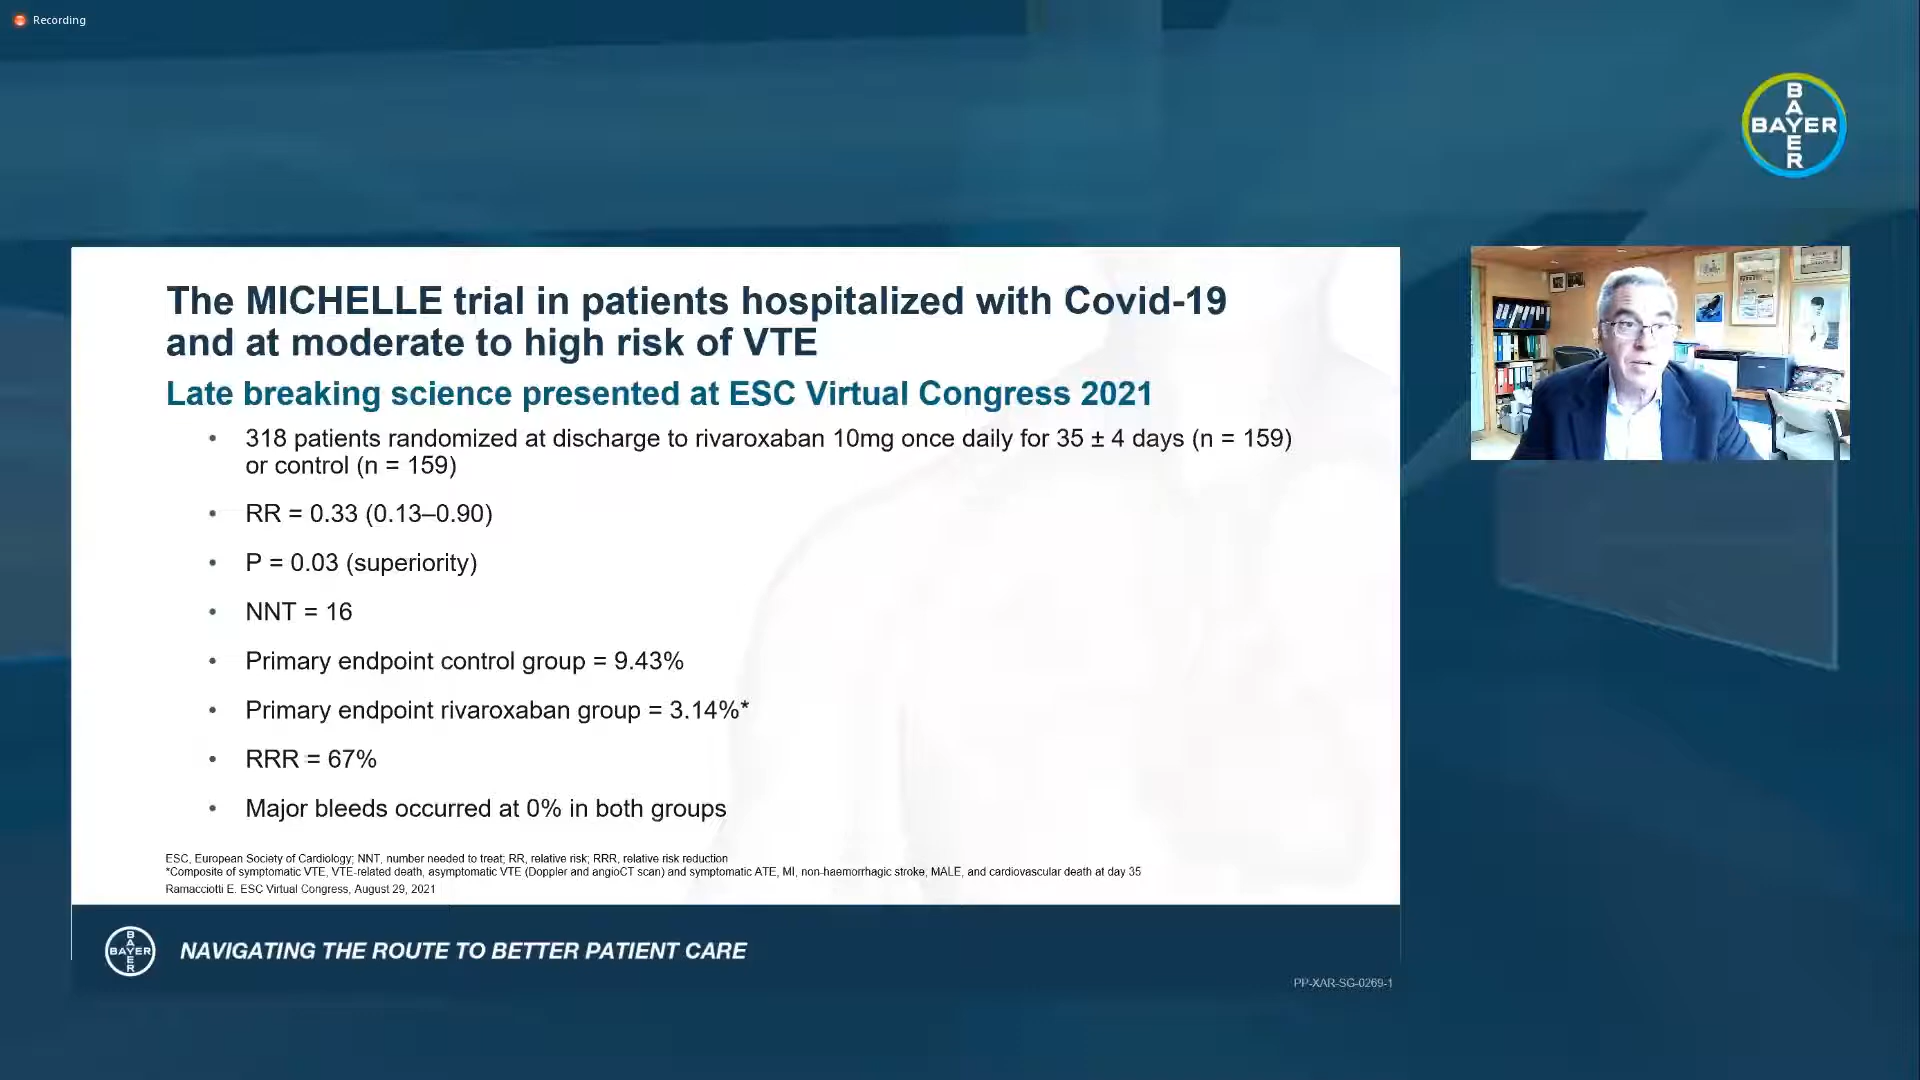 Recording
BAYER
BAYER
The MICHELLE trial in patients hospitalized with Covid-19
and at moderate to high risk of VTE
Late breaking science presented at ESC Virtual Congress 2021
• 318 patients randomized at discharge to rivaroxaban 10mg once daily for 35 ± 4 days (n = 159)
or control (n = 159)
• RR = 0.33 (0.13–0.90)
• P = 0.03 (superiority)
• NNT = 16
• Primary endpoint control group = 9.43%
• Primary endpoint rivaroxaban group = 3.14%*
• RRR = 67%
• Major bleeds occurred at 0% in both groups
ESC, European Society of Cardiology; NNT, number needed to treat; RR, relative risk; RRR, relative risk reduction
*Composite of symptomatic VTE, VTE-related death, asymptomatic VTE (Doppler and angioCT scan) and symptomatic ATE, MI, non-haemorrhagic stroke, MALE, and cardiovascular death at day 35
Ramacciotti E. ESC Virtual Congress, August 29, 2021
BAYER
BAYER
NAVIGATING THE ROUTE TO BETTER PATIENT CARE
PP-XAR-SG-0269-1